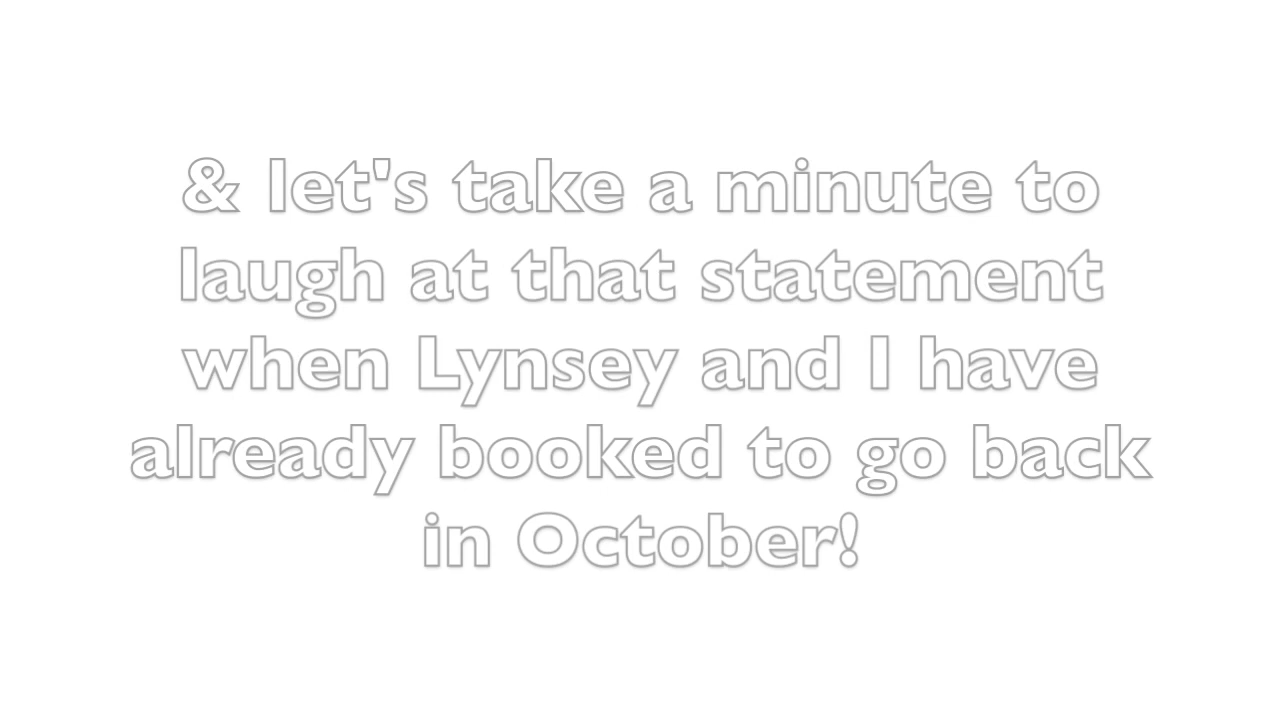 & let's take a minute to
laugh at that statement
when Lynsey and I have
already booked to go back
in October!